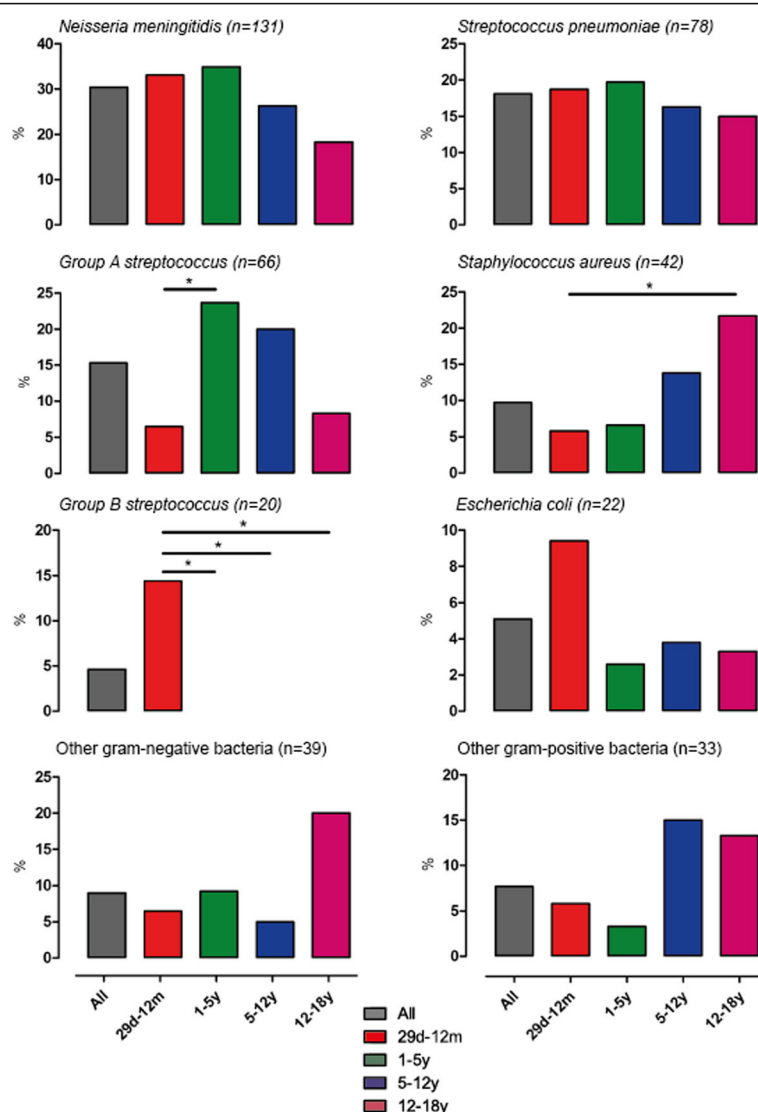 Neisseria meningitidis (n=131)
40
30
20
10
0
%
Streptococcus pneumoniae (n=78)
25
20
15
10
5
0
%
Group A streptococcus (n=66)
*
25
20
15
10
5
0
%
Staphylococcus aureus (n=42)
*
25
20
15
10
5
0
%
Group B streptococcus (n=20)
*
*
*
20
15
10
5
0
%
Escherichia coli (n=22)
10
8
6
4
2
0
%
Other gram-negative bacteria (n=39)
25
20
15
10
5
0
%
All
29d-12m
1-5y
5-12y
12-18y
Other gram-positive bacteria (n=33)
20
15
10
5
0
%
All
29d-12m
1-5y
5-12y
12-18y
All
29d-12m
1-5y
5-12y
12-18y